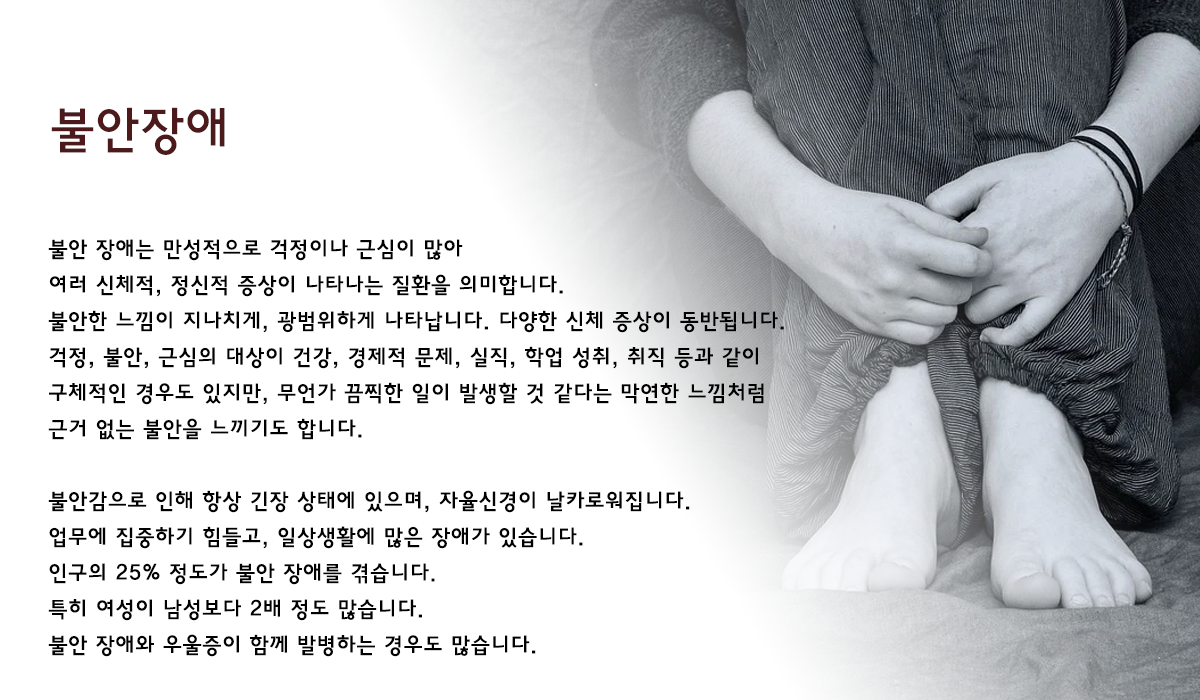 불안장애
불안 장애는 만성적으로 걱정이나 근심이 많아
여러 신체적, 정신적 증상이 나타나는 질환을 의미합니다.
불안한 느낌이 지나치게, 광범위하게 나타납니다. 다양한 신체 증상이 동반됩니다.
걱정, 불안, 근심의 대상이 건강, 경제적 문제, 실직, 학업 성취, 취직 등과 같이
구체적인 경우도 있지만, 무언가 끔찍한 일이 발생할 것 같다는 막연한 느낌처럼
근거 없는 불안을 느끼기도 합니다.
불안감으로 인해 항상 긴장 상태에 있으며, 자율신경이 날카로워집니다.
업무에 집중하기 힘들고, 일상생활에 많은 장애가 있습니다.
인구의 25% 정도가 불안 장애를 겪습니다.
특히 여성이 남성보다 2배 정도 많습니다.
불안 장애와 우울증이 함께 발병하는 경우도 많습니다.